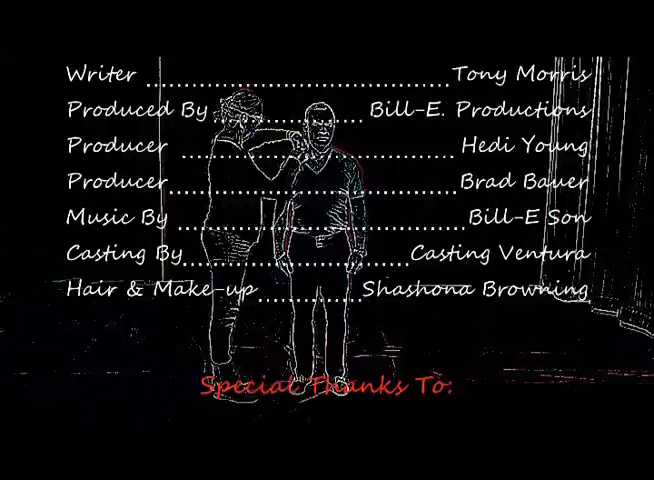 Writer ......................................... Tony Morris
Produced By .................... Bill-E. Productions
Producer ..................................... Hedi Young
Producer....................................... Brad Bauer
Music By ....................................... Bill-E Son
Casting By..............................Casting Ventura
Hair & Make-up..............Shashona Browning
Special Thanks To: